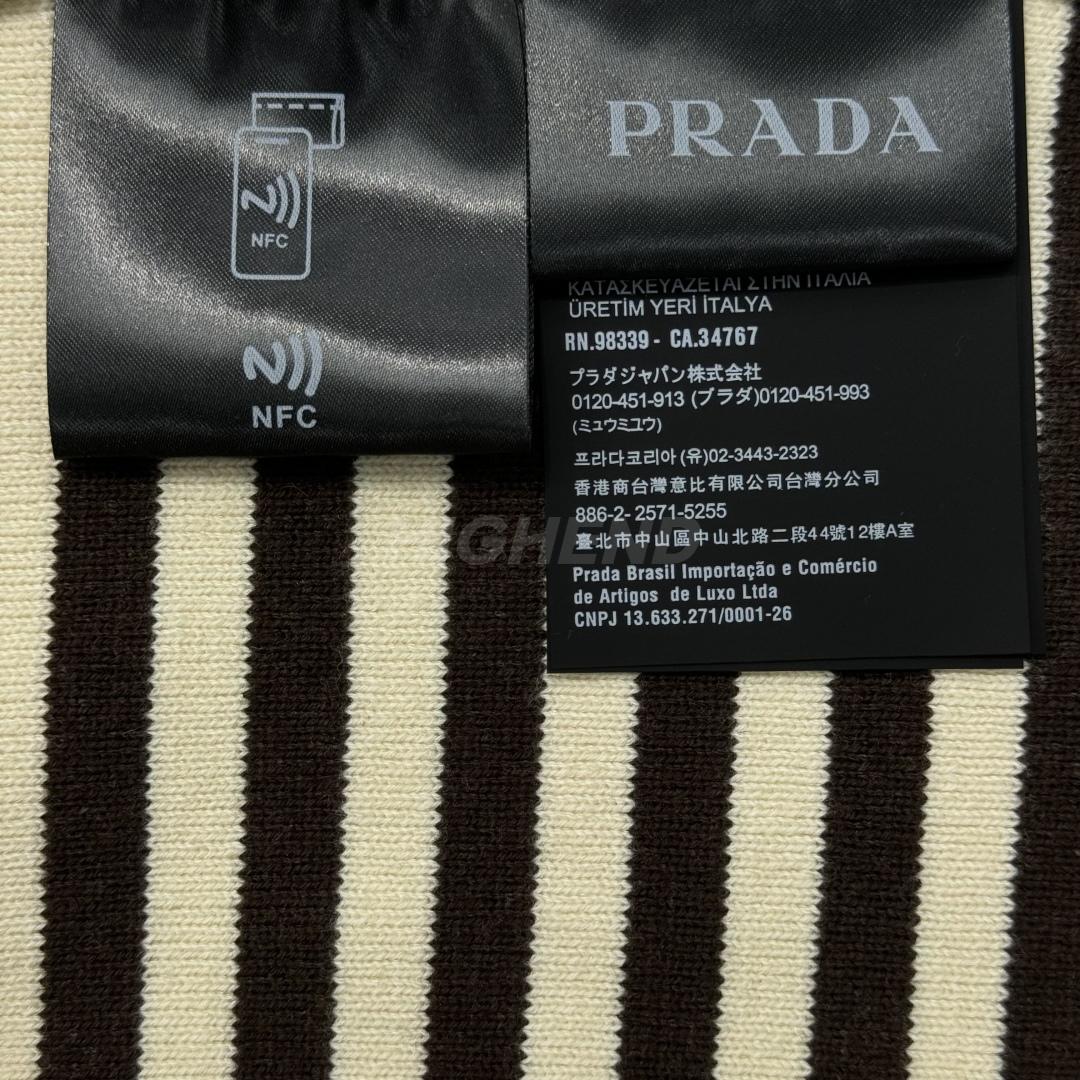 NFC
NFC
PRADA
ΚΑΤΑΣΚΕΥΑΖΕΤΑΙ ΣΤΗΝ ΙΤΑΛΙΑ
ÜRETİM YERİ İTALYA
RN.98339 - CA.34767
プラダジャパン株式会社
0120-451-913 (プラダ)0120-451-993
(ミュウミュウ)
프라다코리아(유)02-3443-2323
香港商台灣意比有限公司台灣分公司
886-2- 2571-5255
臺北市中山區中山北路二段44號12樓A室
Prada Brasil Importação e Comércio
de Artigos de Luxo Ltda
CNPJ 13.633.271/0001-26